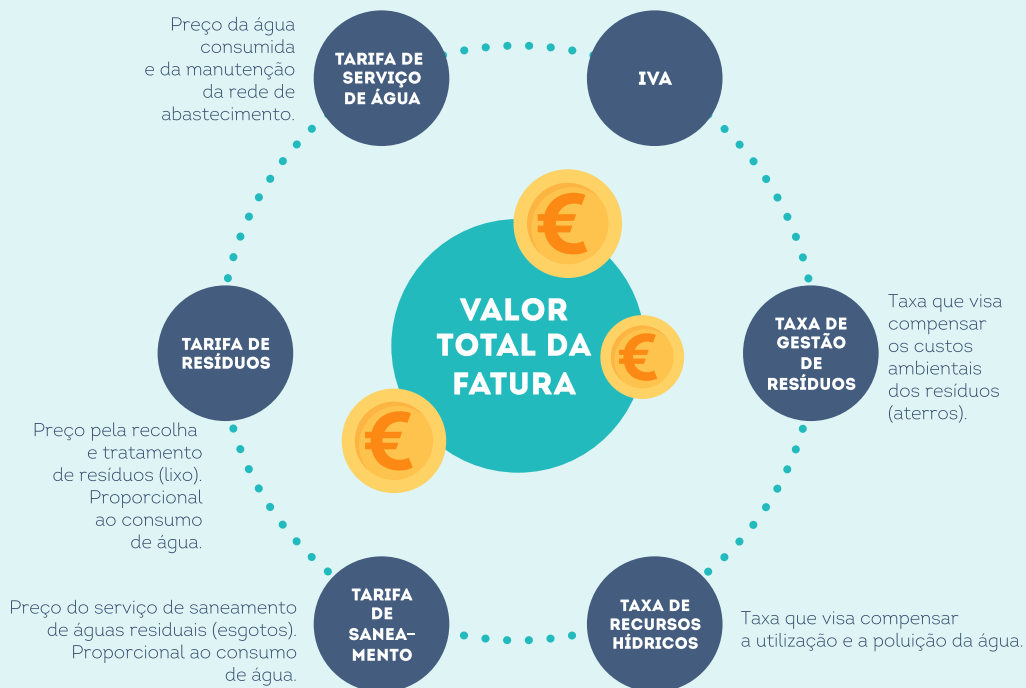 Preço da água
consumida
e da manutenção
da rede de
abastecimento.
TARIFA DE
SERVIÇO
DE ÁGUA
IVA
VALOR
TOTAL DA
FATURA
€
€
€
TARIFA DE
RESÍDUOS
Preço pela recolha
e tratamento
de resíduos (lixo).
Proporcional
ao consumo
de água.
TAXA DE
GESTÃO
DE
RESÍDUOS
Taxa que visa
compensar
os custos
ambientais
dos resíduos
(aterros).
Preço do serviço de saneamento
de águas residuais (esgotos).
Proporcional ao consumo
de água.
TARIFA
DE
SANEA–
MENTO
TAXA DE
RECURSOS
HÍDRICOS
Taxa que visa compensar
a utilização e a poluição da água.